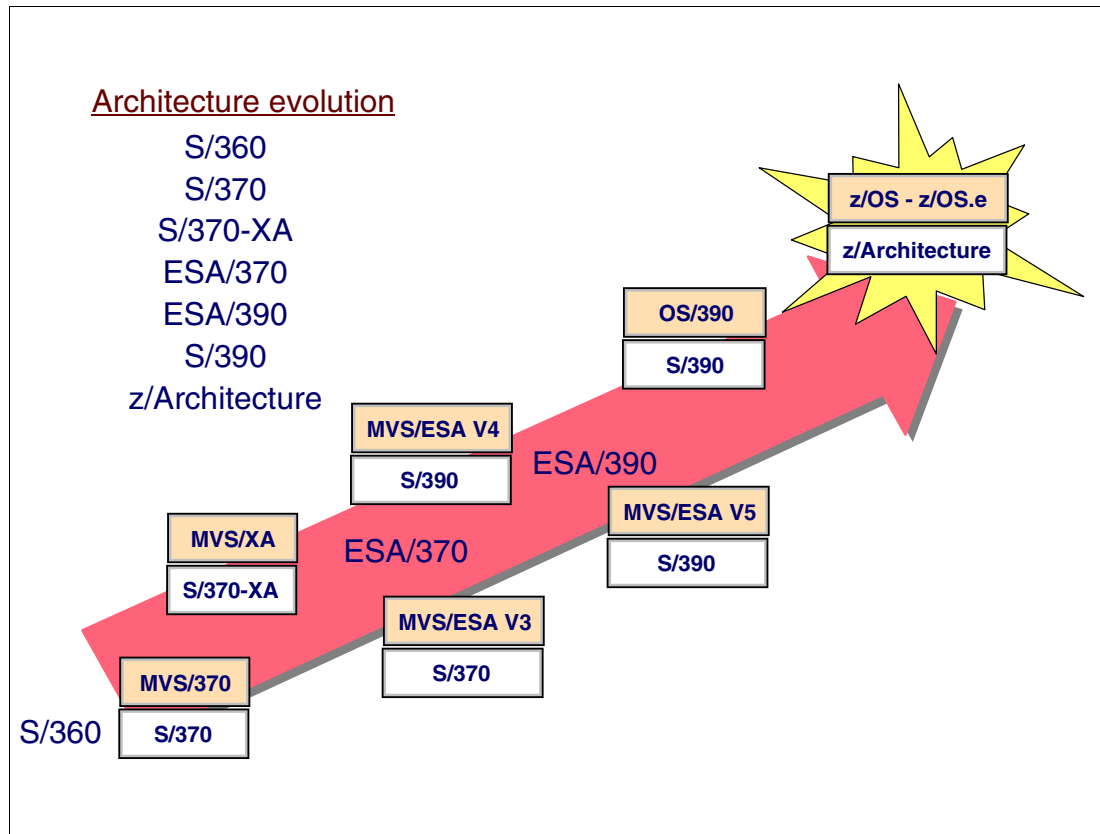 Architecture evolution
S/360
S/370
S/370-XA
ESA/370
ESA/390
S/390
z/Architecture
z/OS - z/OS.e
z/Architecture
OS/390
S/390
MVS/ESA V4
S/390
ESA/390
MVS/ESA V5
S/390
MVS/XA
S/370-XA
ESA/370
MVS/ESA V3
S/370
MVS/370
S/370
S/360